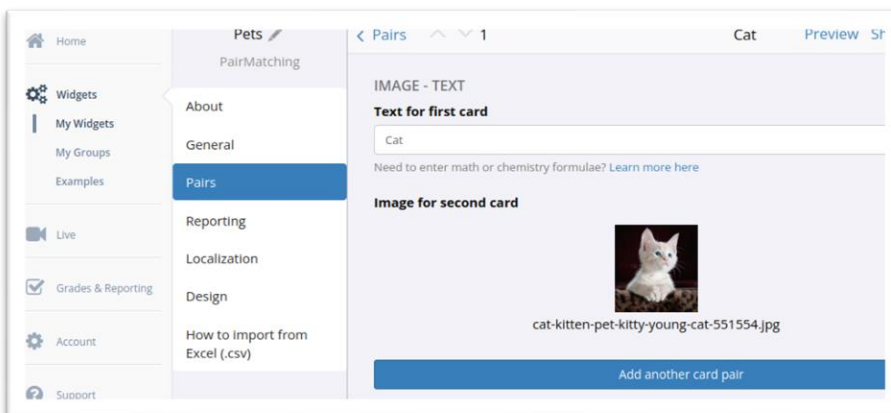 Home
Widgets
My Widgets
My Groups
Examples
Live
Grades & Reporting
Account
Support
Pets
PairMatching
About
General
Pairs
Reporting
Localization
Design
How to import from
Excel (.csv)
Pairs 1 Cat Preview
IMAGE - TEXT
Text for first card
Cat
Need to enter math or chemistry formulae? Learn more here
Image for second card
cat-kitten-pet-kitty-young-cat-551554.jpg
Add another card pair